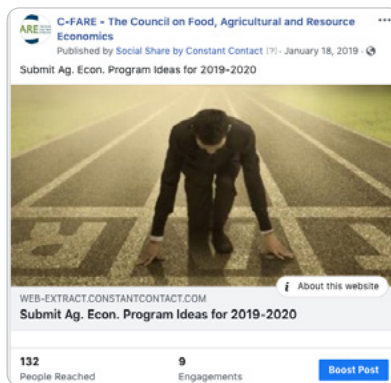 ARE
C-FARE - The Council on Food, Agricultural and Resource
Economics
...
Published by Social Share by Constant Contact [?] · January 18, 2019 ·
Submit Ag. Econ. Program Ideas for 2019-2020
i About this website
WEB-EXTRACT.CONSTANTCONTACT.COM
Submit Ag. Econ. Program Ideas for 2019-2020
132
People Reached
9
Engagements
Boost Post